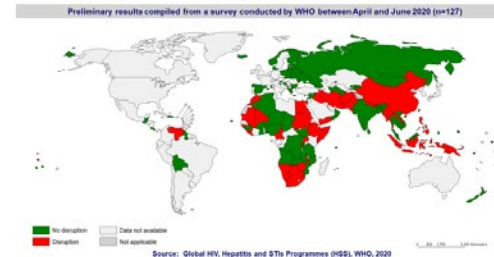 Preliminary results compiled from a survey conducted by WHO between April and June 2020 (n=127)
No disruption
Disruption
Data not available
Not applicable
Source: Global HIV, Hepatitis and STIs Programmes (HSS), WHO, 2020